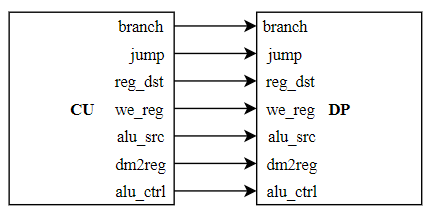 branch branch
jump jump
reg_dst reg_dst
CU we_reg we_reg DP
alu_src alu_src
dm2reg dm2reg
alu_ctrl alu_ctrl